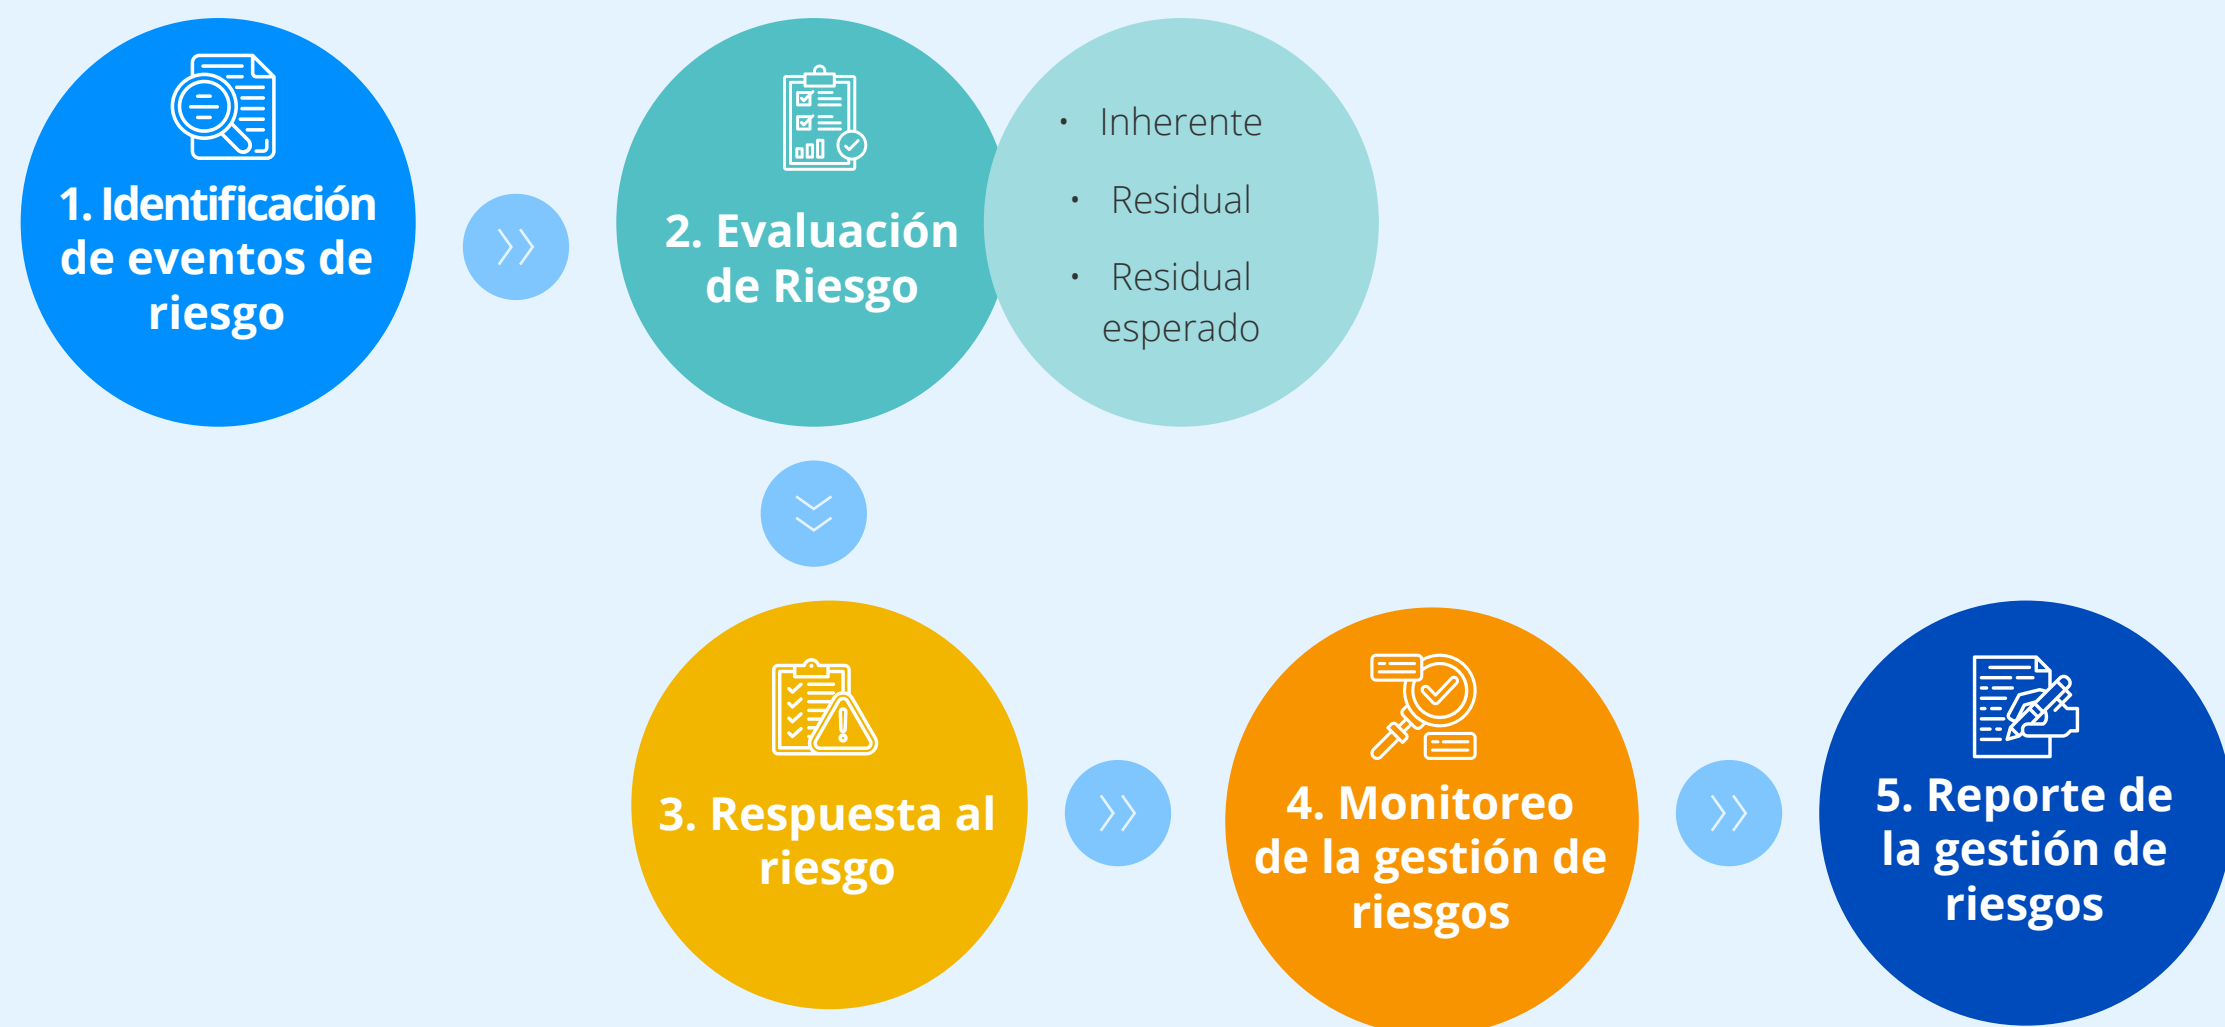 1. Identificación
de eventos de
riesgo
2. Evaluación
de Riesgo
• Inherente
• Residual
• Residual
esperado
3. Respuesta al
riesgo
4. Monitoreo
de la gestión de
riesgos
5. Reporte de
la gestión de
riesgos